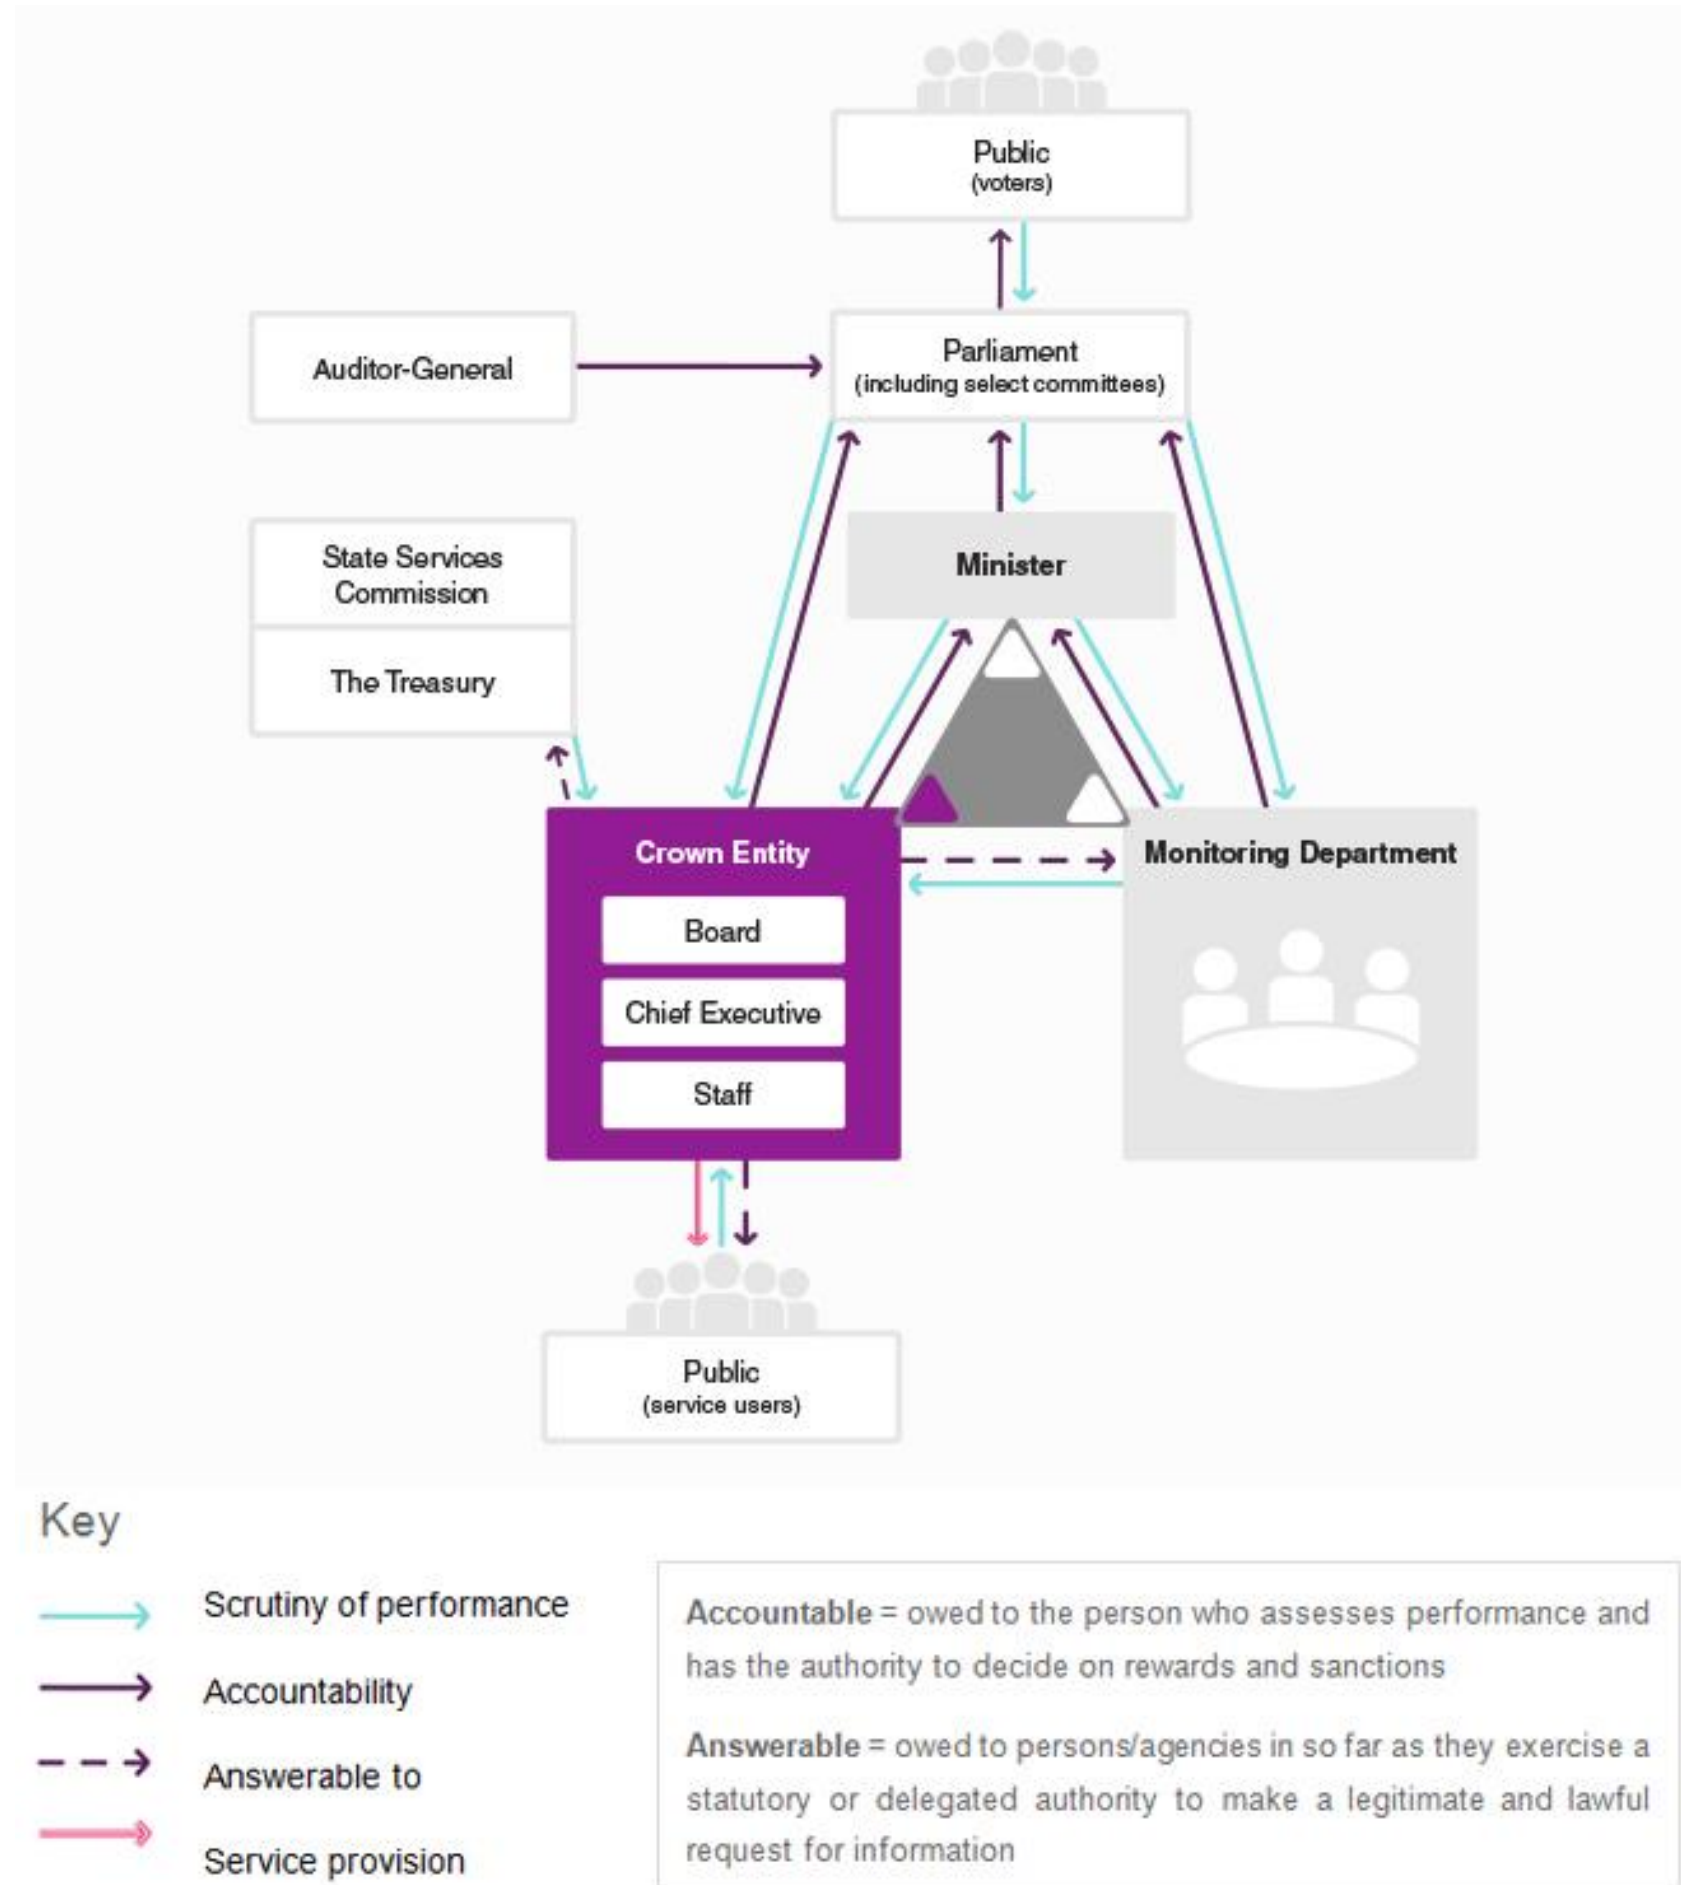 Public
(voters)
Auditor-General
Parliament
(including select committees)
State Services
Commission
The Treasury
Minister
Crown Entity
Board
Chief Executive
Staff
Monitoring Department
Public
(service users)
Key
Scrutiny of performance
Accountability
Answerable to
Service provision
Accountable = owed to the person who assesses performance and
has the authority to decide on rewards and sanctions
Answerable = owed to persons/agencies in so far as they exercise a
statutory or delegated authority to make a legitimate and lawful
request for information